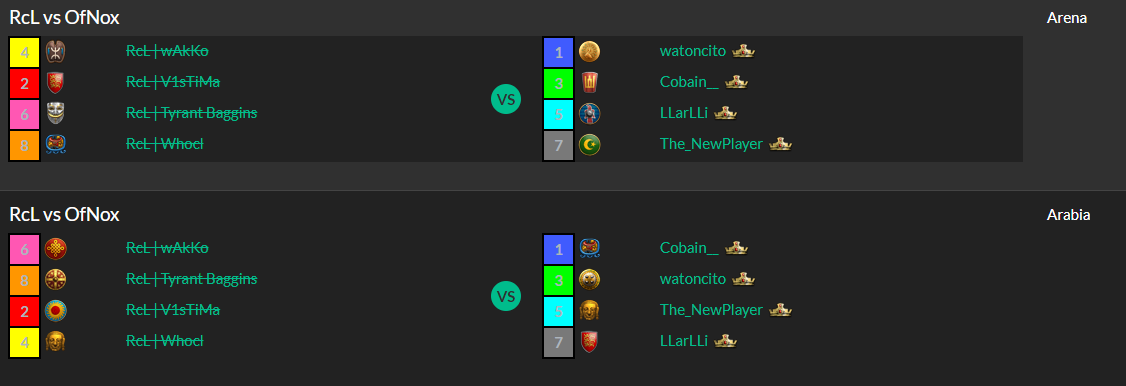 RcL vs OfNox Arena
4 RcL | wAkKo 1 watoncito
2 RcL | V1sTiMa 3 Cobain__
6 RcL | Tyrant Baggins 5 LLarLLi
VS
8 RcL | Whocl 7 The_NewPlayer
RcL vs OfNox Arabia
6 RcL | wAkKo 1 Cobain__
8 RcL | Tyrant Baggins 3 watoncito
VS
2 RcL | V1sTiMa 5 The_NewPlayer
4 RcL | Whocl 7 LLarLLi